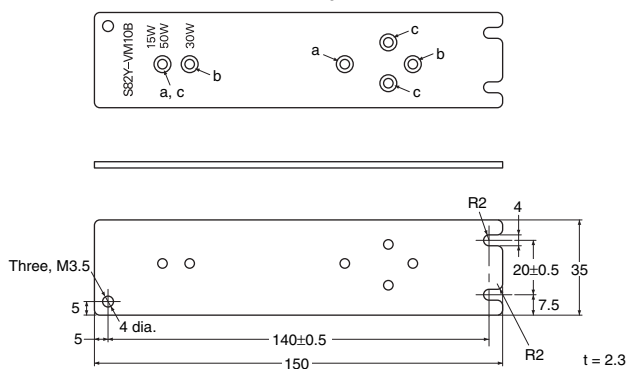 S82Y–VM10B
15W
50W
30W
a, c
b
a
c
b
c
R2
4
Three, M3.5
20±0.5
35
5
4 dia.
7.5
5
140±0.5
R2
150
t = 2.3